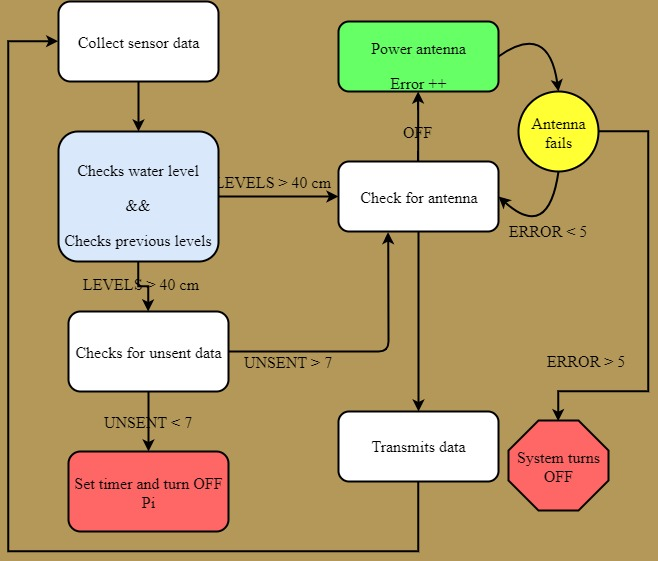 Collect sensor data
Power antenna
Error ++
Antenna
fails
OFF
Checks water level
&&
Checks previous levels
LEVELS > 40 cm
Check for antenna
ERROR < 5
LEVELS > 40 cm
Checks for unsent data
UNSENT > 7
ERROR > 5
UNSENT < 7
Transmits data
System turns
OFF
Set timer and turn OFF
Pi